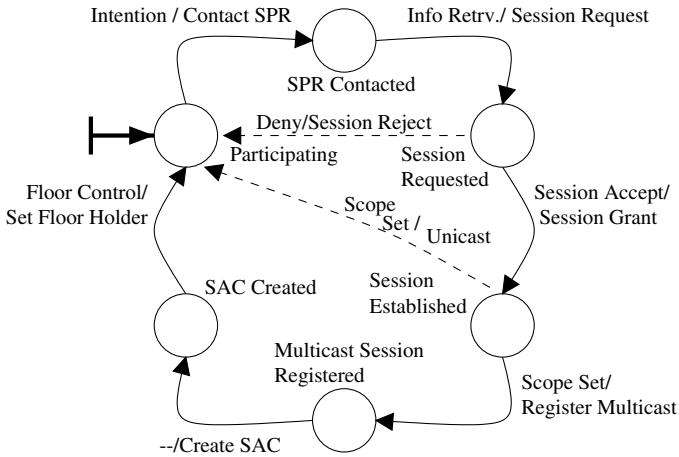 Intention / Contact SPR
Info Retrv./ Session Request
SPR Contacted
Deny/Session Reject
Participating
Session
Requested
Floor Control/
Set Floor Holder
Scope
Set /
Unicast
Session Accept/
Session Grant
SAC Created
Session
Established
Multicast Session
Registered
Scope Set/
Register Multicast
--/Create SAC